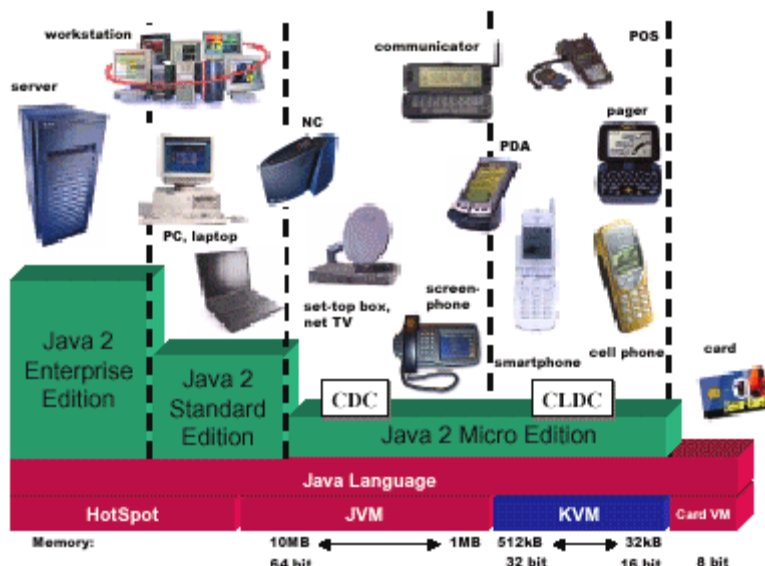 workstation
communicator
POS
server
NC
pager
PDA
PC, laptop
set-top box,
net TV
screen-
phone
smartphone
cell phone
card
Java 2
Enterprise
Edition
Java 2
Standard
Edition
CDC
CLDC
Java 2 Micro Edition
Java Language
HotSpot
JVM
KVM
Card VM
Memory:
10MB
1MB
512kB
32kB
64 bit
32 bit
16 bit
8 bit